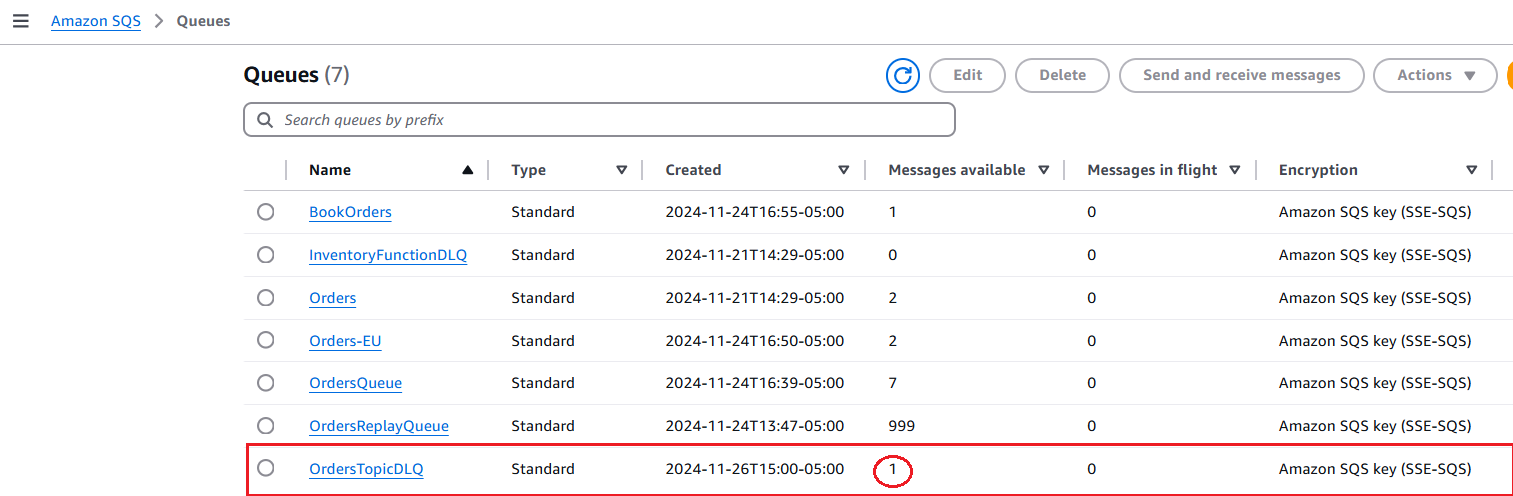 Amazon SQS > Queues
Queues (7) Edit Delete Send and receive messages Actions
Search queues by prefix
Name Type Created Messages available Messages in flight Encryption
BookOrders Standard 2024-11-24T16:55-05:00 1 0 Amazon SQS key (SSE-SQS)
InventoryFunctionDLQ Standard 2024-11-21T14:29-05:00 0 0 Amazon SQS key (SSE-SQS)
Orders Standard 2024-11-21T14:29-05:00 2 0 Amazon SQS key (SSE-SQS)
Orders-EU Standard 2024-11-24T16:50-05:00 2 0 Amazon SQS key (SSE-SQS)
OrdersQueue Standard 2024-11-24T16:39-05:00 7 0 Amazon SQS key (SSE-SQS)
OrdersReplayQueue Standard 2024-11-24T13:47-05:00 999 0 Amazon SQS key (SSE-SQS)
OrdersTopicDLQ Standard 2024-11-26T15:00-05:00 1 0 Amazon SQS key (SSE-SQS)